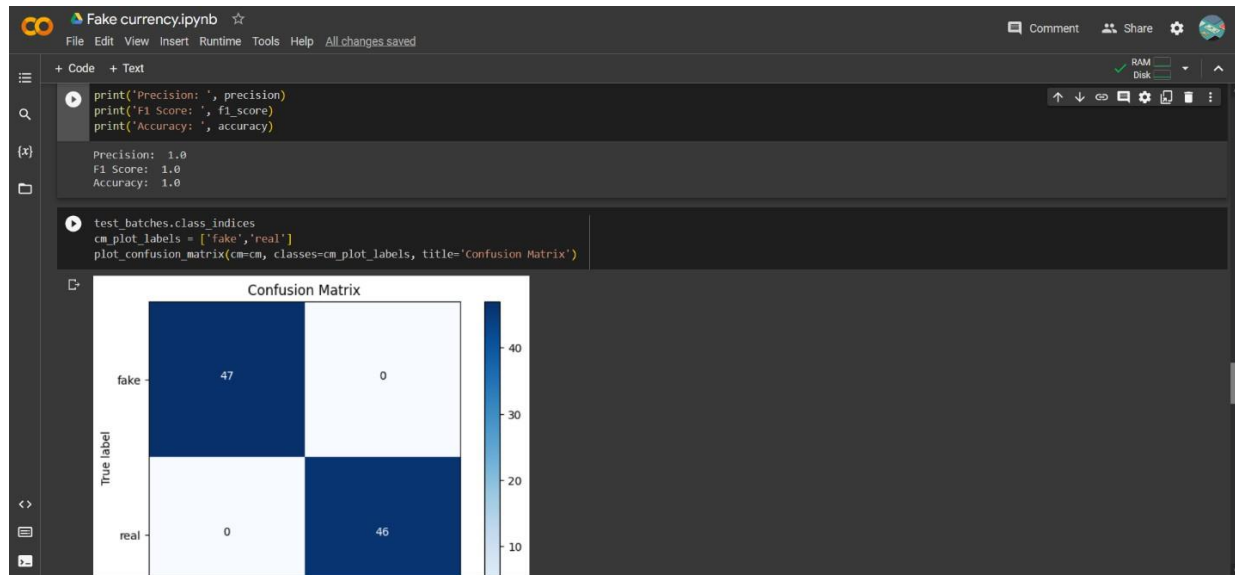 Fake currency.ipynb
Comment Share
File Edit View Insert Runtime Tools Help All changes saved
+ Code + Text
RAM
Disk
print('Precision: ', precision)
print('F1 Score: ', f1_score)
print('Accuracy: ', accuracy)
{x}
Precision: 1.0
F1 Score: 1.0
Accuracy: 1.0
test_batches.class_indices
cm_plot_labels = ['fake','real']
plot_confusion_matrix(cm=cm, classes=cm_plot_labels, title='Confusion Matrix')
Confusion Matrix
40
fake 47 0
30
True label
20
real 0 46
10